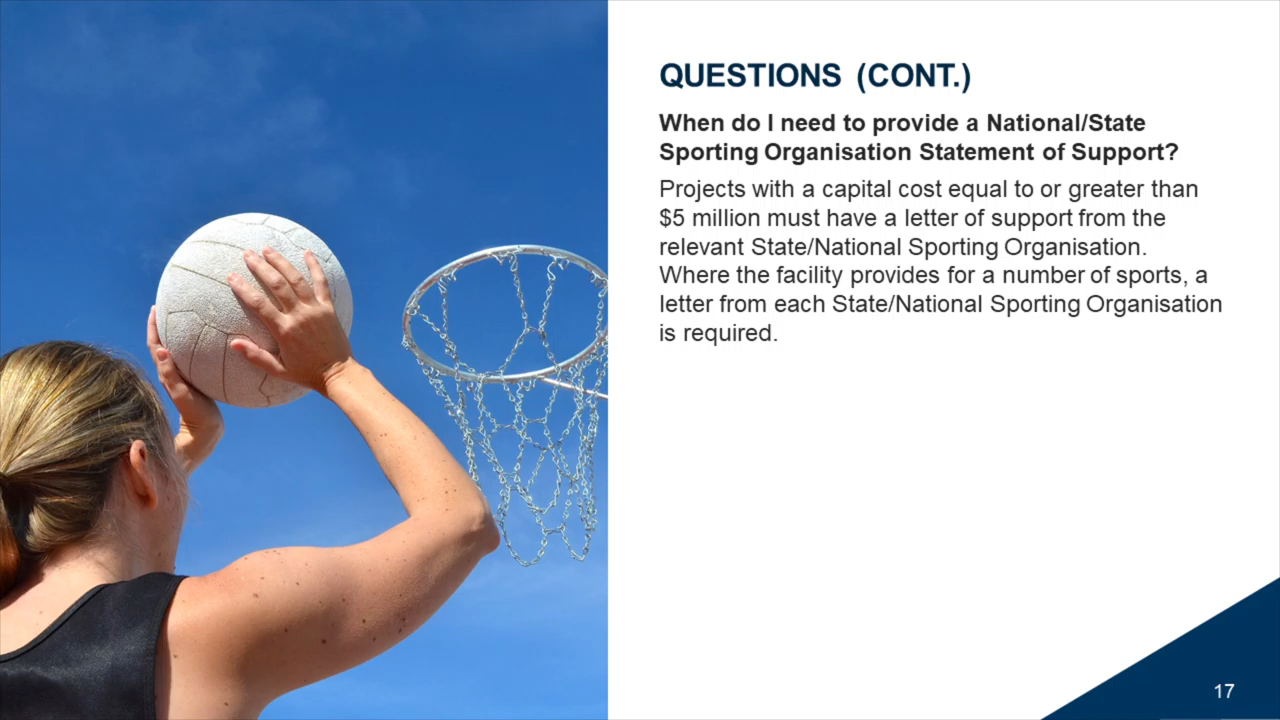 QUESTIONS (CONT.)
When do I need to provide a National/State
Sporting Organisation Statement of Support?
Projects with a capital cost equal to or greater than
$5 million must have a letter of support from the
relevant State/National Sporting Organisation.
Where the facility provides for a number of sports, a
letter from each State/National Sporting Organisation
is required.
17